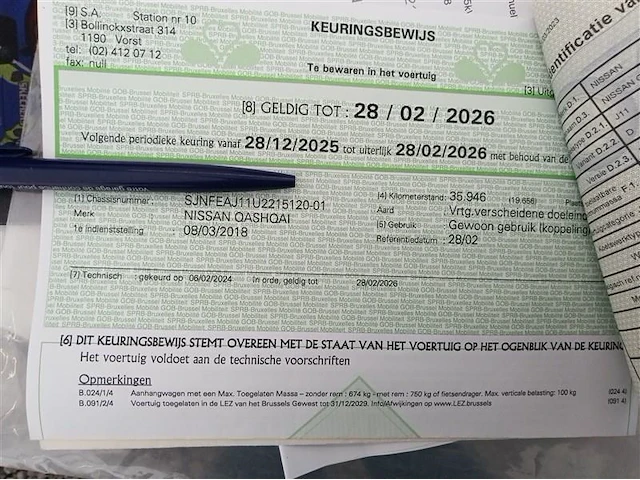 [9] S.A. Station nr 10
[3] Bollinckxstraat 314
1190 Vorst
tel: (02) 412 07 12
fax: null
KEURINGSBEWIJS
Te bewaren in het voertuig
[8] GELDIG TOT : 28 / 02 / 2026
Volgende periodieke keuring vanaf 28/12/2025 tot uiterlijk 28/02/2026 met behoud van de
[1] Chassisnummer : SJNFEAJ11U2215120-01
Merk NISSAN QASHQAI
1e indienststelling : 08/03/2018
[4] Kilometerstand : 35.946 (19.656)
Aard : Vrtg.verscheidene doelein
[5] Gebruik : Gewoon gebruik (koppeling
Referentiedatum : 28/02
[7] Technisch : gekeurd op 06/02/2024 In orde, geldig tot 28/02/2026
[6] DIT KEURINGSBEWIJS STEMT OVEREEN MET DE STAAT VAN HET VOERTUIG OP HET OGENBLIK VAN DE KEURING
Het voertuig voldoet aan de technische voorschriften
Opmerkingen
B.024/1/4 Aanhangwagen met een Max. Toegelaten Massa - zonder rem : 674 kg - met rem : 750 kg of fietsendrager. Max. verticale belasting: 100 kg (024 4)
B.091/2/4 Voertuig toegelaten in de LEZ van het Brussels Gewest tot 31/12/2029. Info/Afwijkingen op www.LEZ.brussels (091 4)
NISSAN
NISSAN
J11